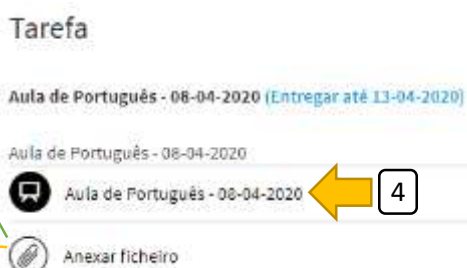 Tarefa
Aula de Português - 08-04-2020 (Entregar até 13-04-2020)
Aula de Português - 08-04-2020
Aula de Português - 08-04-2020 4
Anexar ficheiro